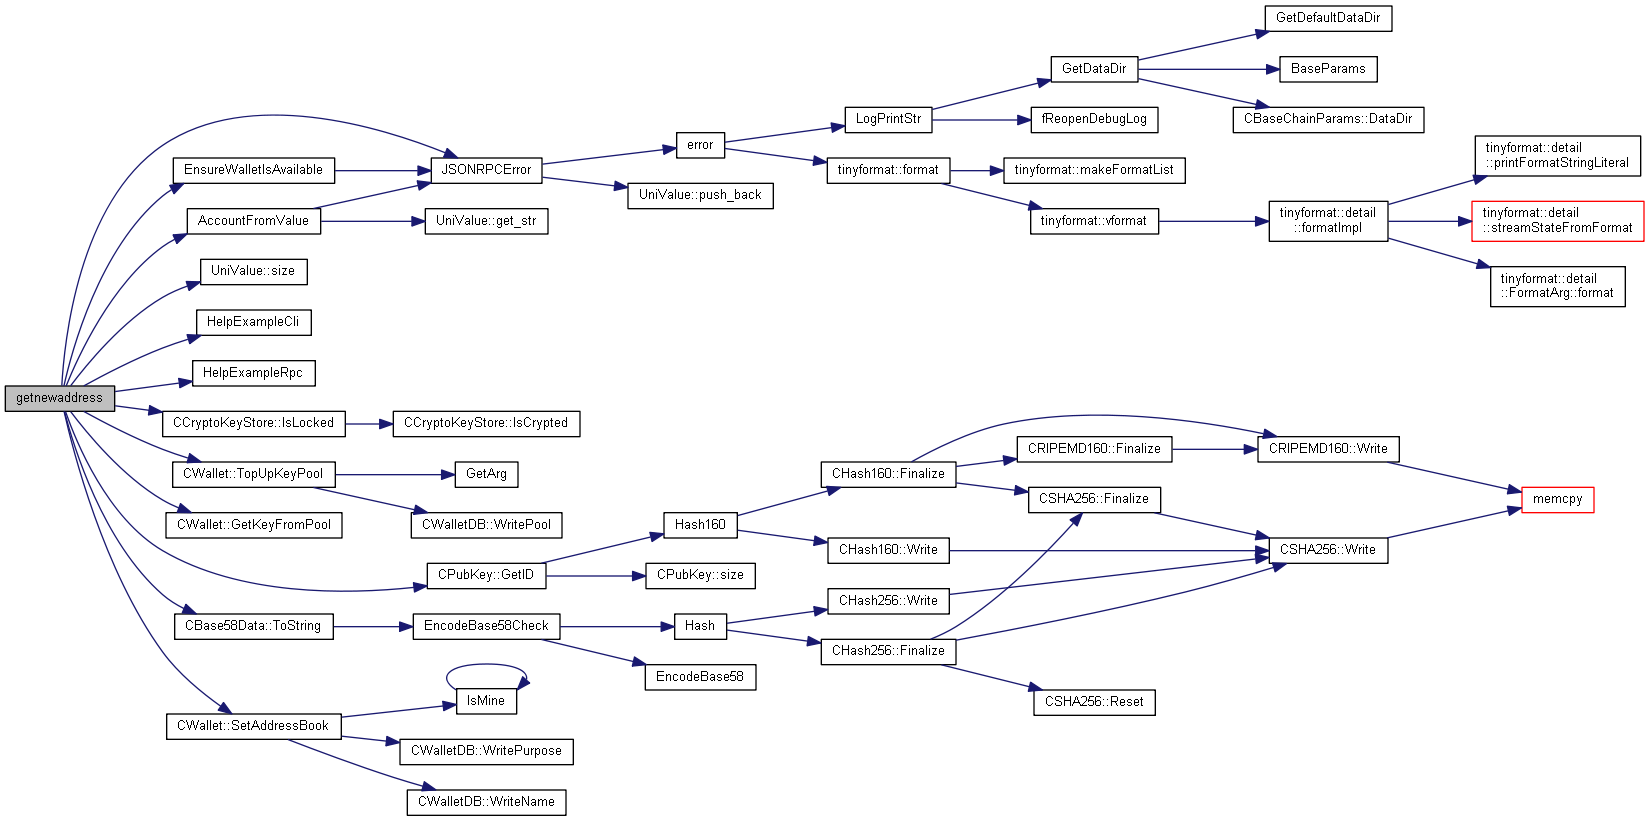 GetDefaultDataDir
GetDataDir
BaseParams
LogPrintStr
fReopenDebugLog
CBaseChainParams::DataDir
error
EnsureWalletIsAvailable
JSONRPCError
tinyformat::format
tinyformat::makeFormatList
tinyformat::detail
::printFormatStringLiteral
UniValue::push_back
AccountFromValue
UniValue::get_str
tinyformat::vformat
tinyformat::detail
::formatImpl
tinyformat::detail
::streamStateFromFormat
UniValue::size
tinyformat::detail
::FormatArg::format
HelpExampleCli
HelpExampleRpc
getnewaddress
CCryptoKeyStore::IsLocked
CCryptoKeyStore::IsCrypted
CRIPEMD160::Finalize
CRIPEMD160::Write
CWallet::TopUpKeyPool
GetArg
CHash160::Finalize
CSHA256::Finalize
memcpy
CWallet::GetKeyFromPool
CWalletDB::WritePool
Hash160
CHash160::Write
CSHA256::Write
CPubKey::GetID
CPubKey::size
CHash256::Write
CBase58Data::ToString
EncodeBase58Check
Hash
CHash256::Finalize
EncodeBase58
IsMine
CSHA256::Reset
CWallet::SetAddressBook
CWalletDB::WritePurpose
CWalletDB::WriteName